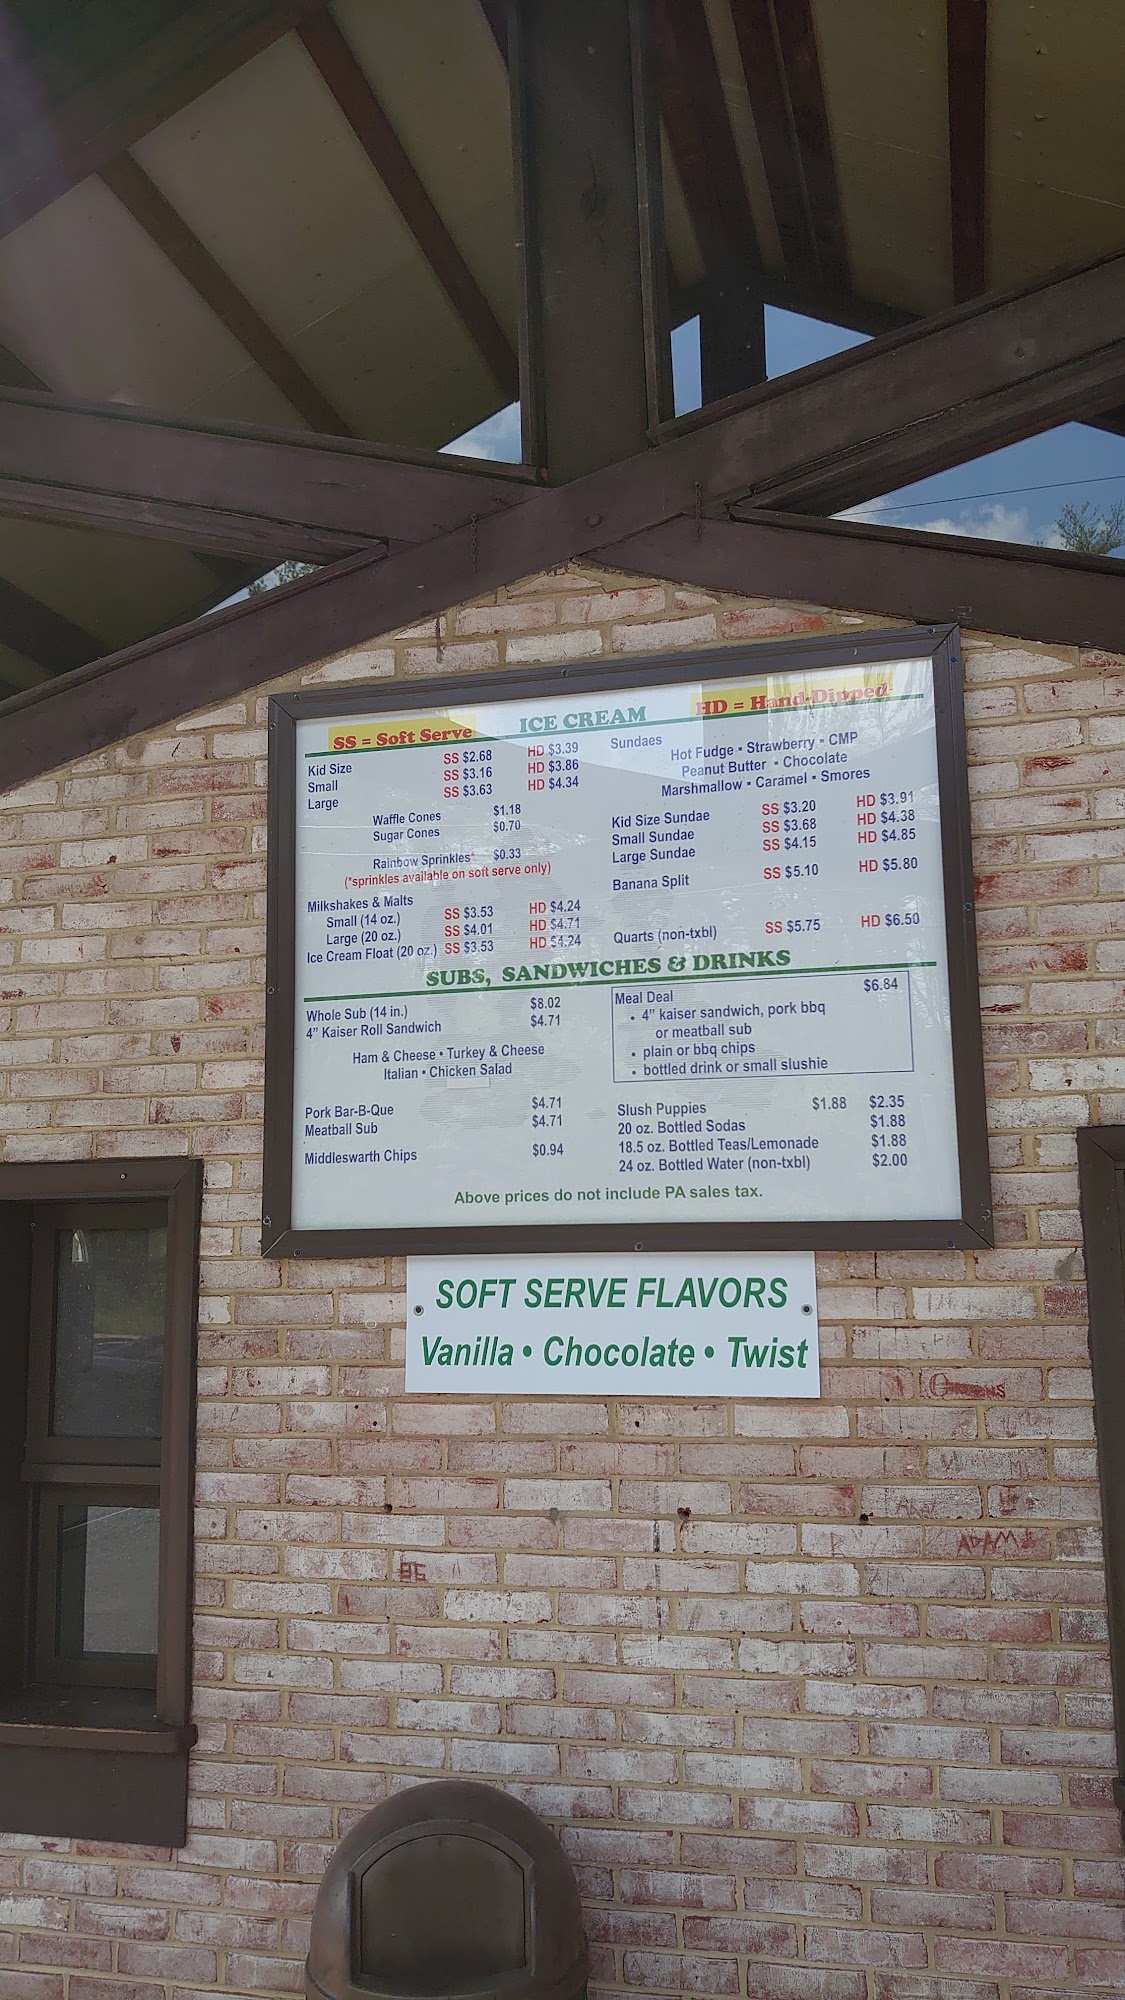 SS = Soft Serve ICE CREAM HD = Hand-Dipped
Kid Size SS $2.68 HD $3.39
Small SS $3.16 HD $3.86
Large SS $3.63 HD $4.34
Waffle Cones $1.18
Sugar Cones $0.70
Rainbow Sprinkles* $0.33
(*sprinkles available on soft serve only)
Milkshakes & Malts
Small (14 oz.) SS $3.53 HD $4.24
Large (20 oz.) SS $4.01 HD $4.71
Ice Cream Float (20 oz.) SS $3.53 HD $4.24
Sundaes
Hot Fudge • Strawberry • CMP
Peanut Butter • Chocolate
Marshmallow • Caramel • Smores
Kid Size Sundae SS $3.20 HD $3.91
Small Sundae SS $3.68 HD $4.38
Large Sundae SS $4.15 HD $4.85
Banana Split SS $5.10 HD $5.80
Quarts (non-txbl) SS $5.75 HD $6.50
SUBS, SANDWICHES & DRINKS
Whole Sub (14 in.) $8.02
4" Kaiser Roll Sandwich $4.71
Ham & Cheese • Turkey & Cheese
Italian • Chicken Salad
Pork Bar-B-Que $4.71
Meatball Sub $4.71
Middleswarth Chips $0.94
Meal Deal $6.84
• 4" kaiser sandwich, pork bbq
or meatball sub
• plain or bbq chips
• bottled drink or small slushie
Slush Puppies $1.88 $2.35
20 oz. Bottled Sodas $1.88
18.5 oz. Bottled Teas/Lemonade $1.88
24 oz. Bottled Water (non-txbl) $2.00
Above prices do not include PA sales tax.
SOFT SERVE FLAVORS
Vanilla • Chocolate • Twist
ADAM